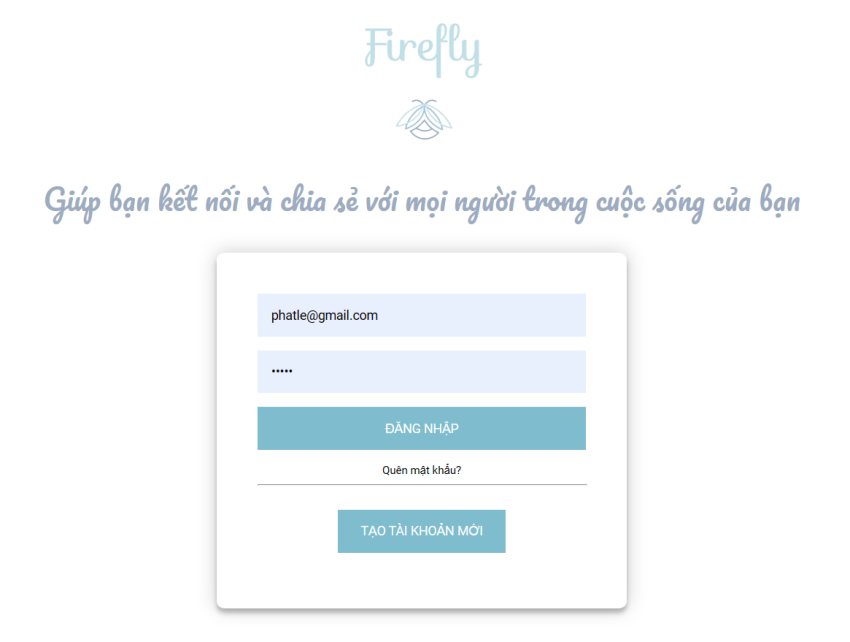 Firefly
Giúp bạn kết nối và chia sẻ với mọi người trong cuộc sống của bạn
phatle@gmail.com
•••••
ĐĂNG NHẬP
Quên mật khẩu?
TẠO TÀI KHOẢN MỚI